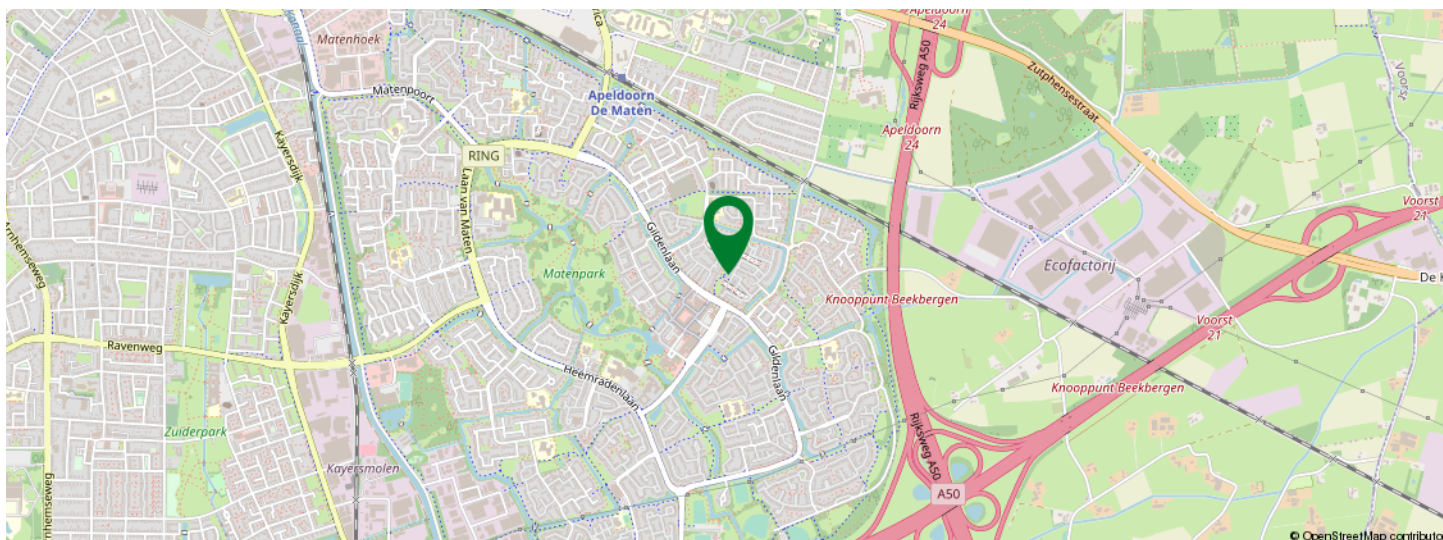 Apeldoorn
24
Kanaal
Matenhoek
Rijksweg A50
Zutphensestraat
Voorst
Matenpoort
Apeldoorn
De Maten
Kayersdijk
Apeldoorn
24
RING
Laan van Maten
Voorst
21
Arnhemseweg
Gildenlaan
Matenpark
Ecofactorij
De K
Kayersdijk
Knooppunt Beekbergen
Voorst
21
Ravenweg
Gildenlaan
Heemradenlaan
Knooppunt Beekbergen
Zuiderpark
Rijksweg A50
Kayersmolen
A50
rnhemseweg
© OpenStreetMap contributo